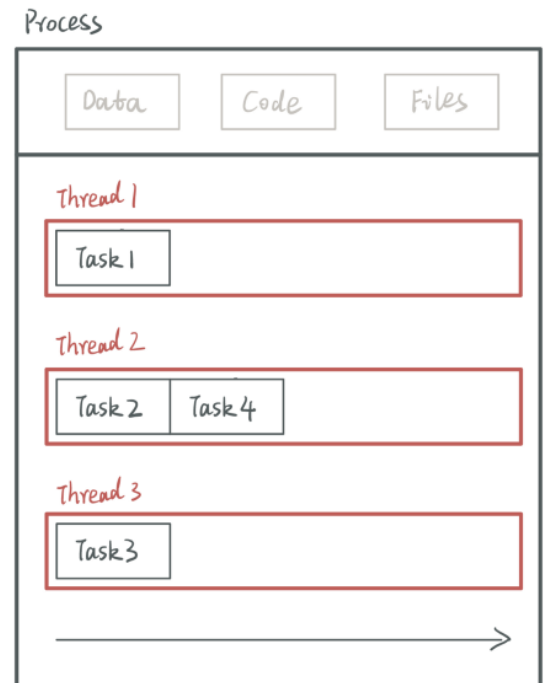 Process
Data Code Files
Thread 1
Task 1
Thread 2
Task 2 Task 4
Thread 3
Task 3